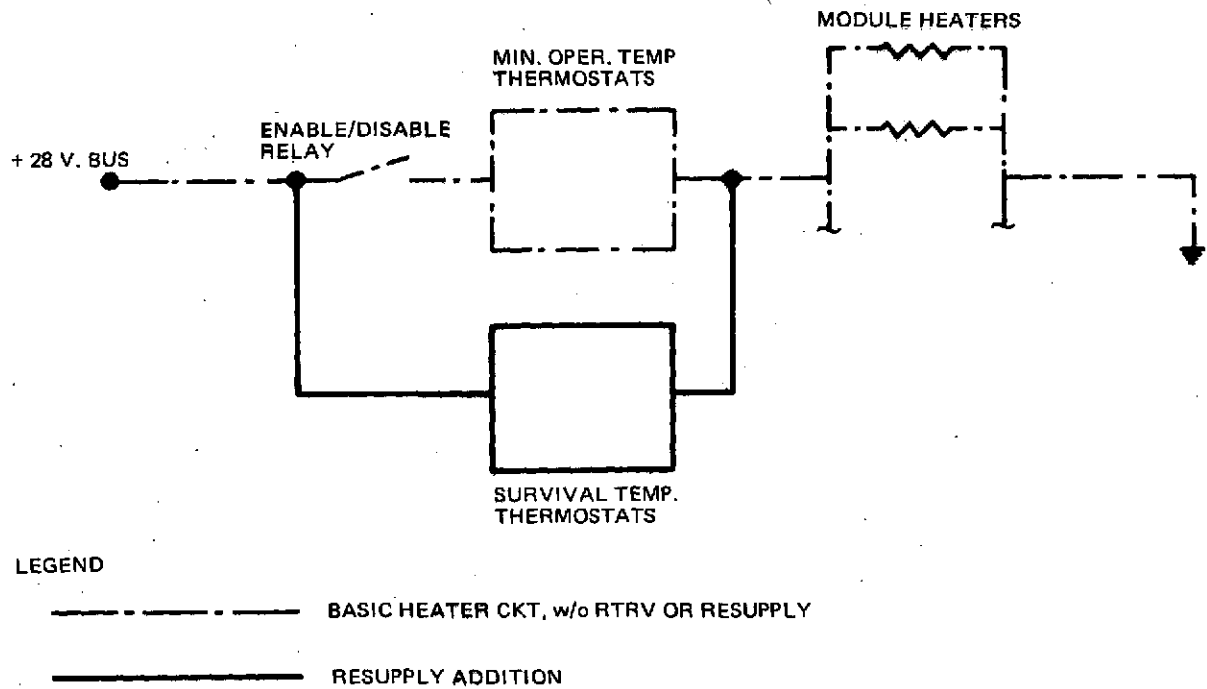 MODULE HEATERS
MIN. OPER. TEMP
THERMOSTATS
ENABLE/DISABLE
RELAY
+ 28 V. BUS
SURVIVAL TEMP.
THERMOSTATS
LEGEND
BASIC HEATER CKT, w/o RTRV OR RESUPPLY
RESUPPLY ADDITION